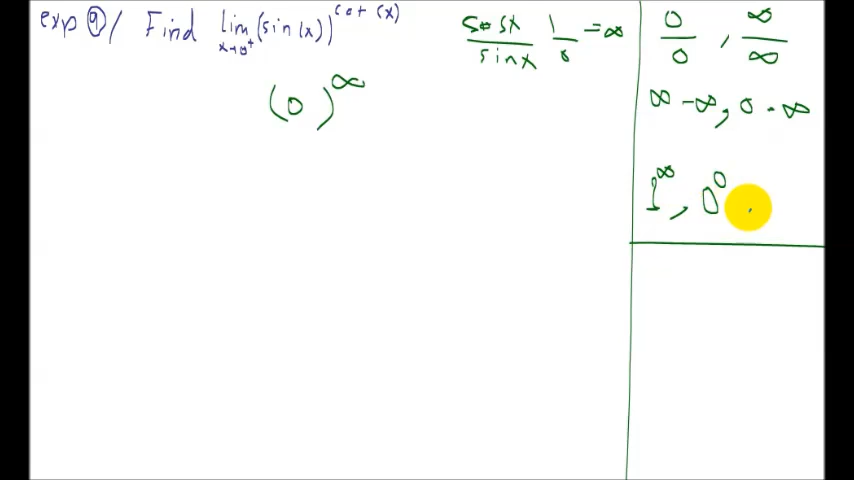 exp 9/ Find lim x→0⁺ (sin(x))^cot(x)
cosx/sinx 1/0 = ∞
(0)^∞
0/0 , ∞/∞
∞ - ∞, 0 · ∞
1^∞, 0^0